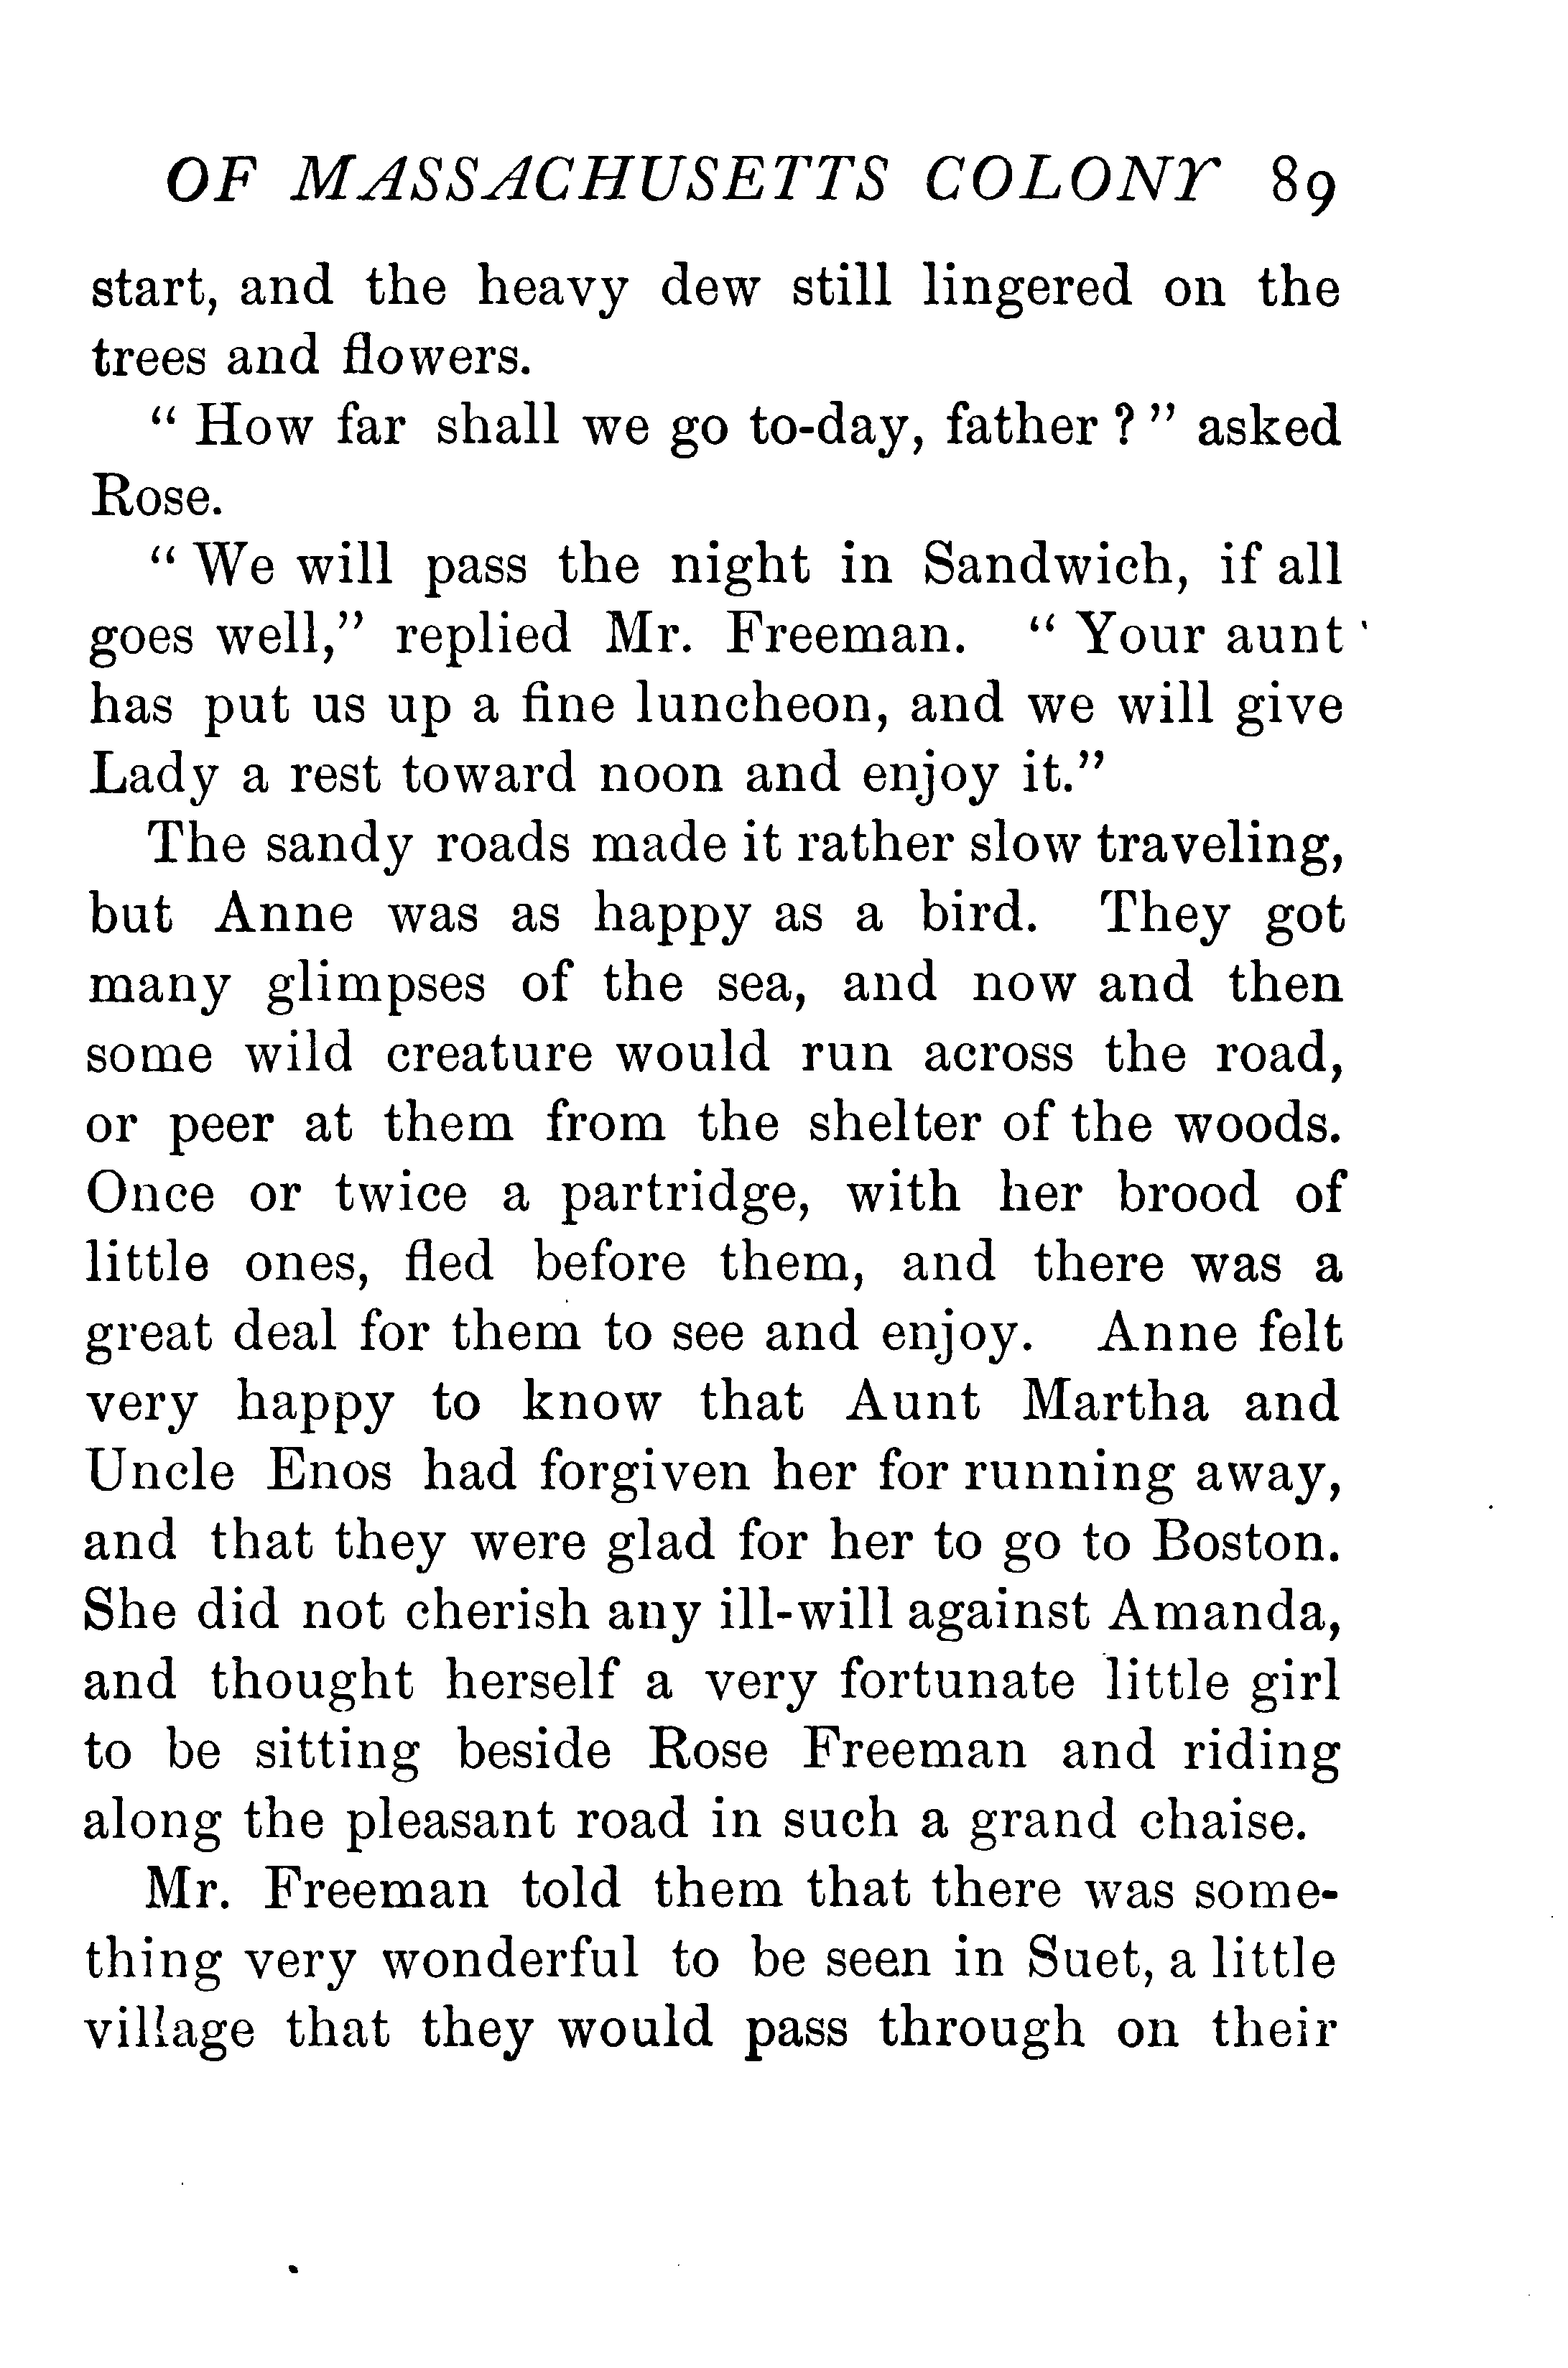 OF MASSACHUSETTS COLONY 89
start, and the heavy dew still lingered on the
trees and flowers.
“ How far shall we go to-day, father ? ” asked
Rose.
“ We will pass the night in Sandwich, if all
goes well,” replied Mr. Freeman. “ Your aunt
has put us up a fine luncheon, and we will give
Lady a rest toward noon and enjoy it.”
The sandy roads made it rather slow traveling,
but Anne was as happy as a bird. They got
many glimpses of the sea, and now and then
some wild creature would run across the road,
or peer at them from the shelter of the woods.
Once or twice a partridge, with her brood of
little ones, fled before them, and there was a
great deal for them to see and enjoy. Anne felt
very happy to know that Aunt Martha and
Uncle Enos had forgiven her for running away,
and that they were glad for her to go to Boston.
She did not cherish any ill-will against Amanda,
and thought herself a very fortunate little girl
to be sitting beside Rose Freeman and riding
along the pleasant road in such a grand chaise.
Mr. Freeman told them that there was some-
thing very wonderful to be seen in Suet, a little
village that they would pass through on their